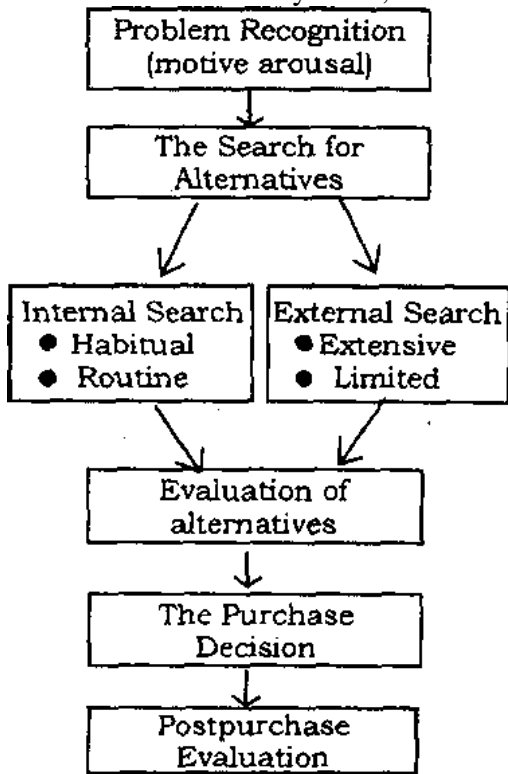 Problem Recognition
(motive arousal)
The Search for
Alternatives
Internal Search
● Habitual
● Routine
External Search
● Extensive
● Limited
Evaluation of
alternatives
The Purchase
Decision
Postpurchase
Evaluation